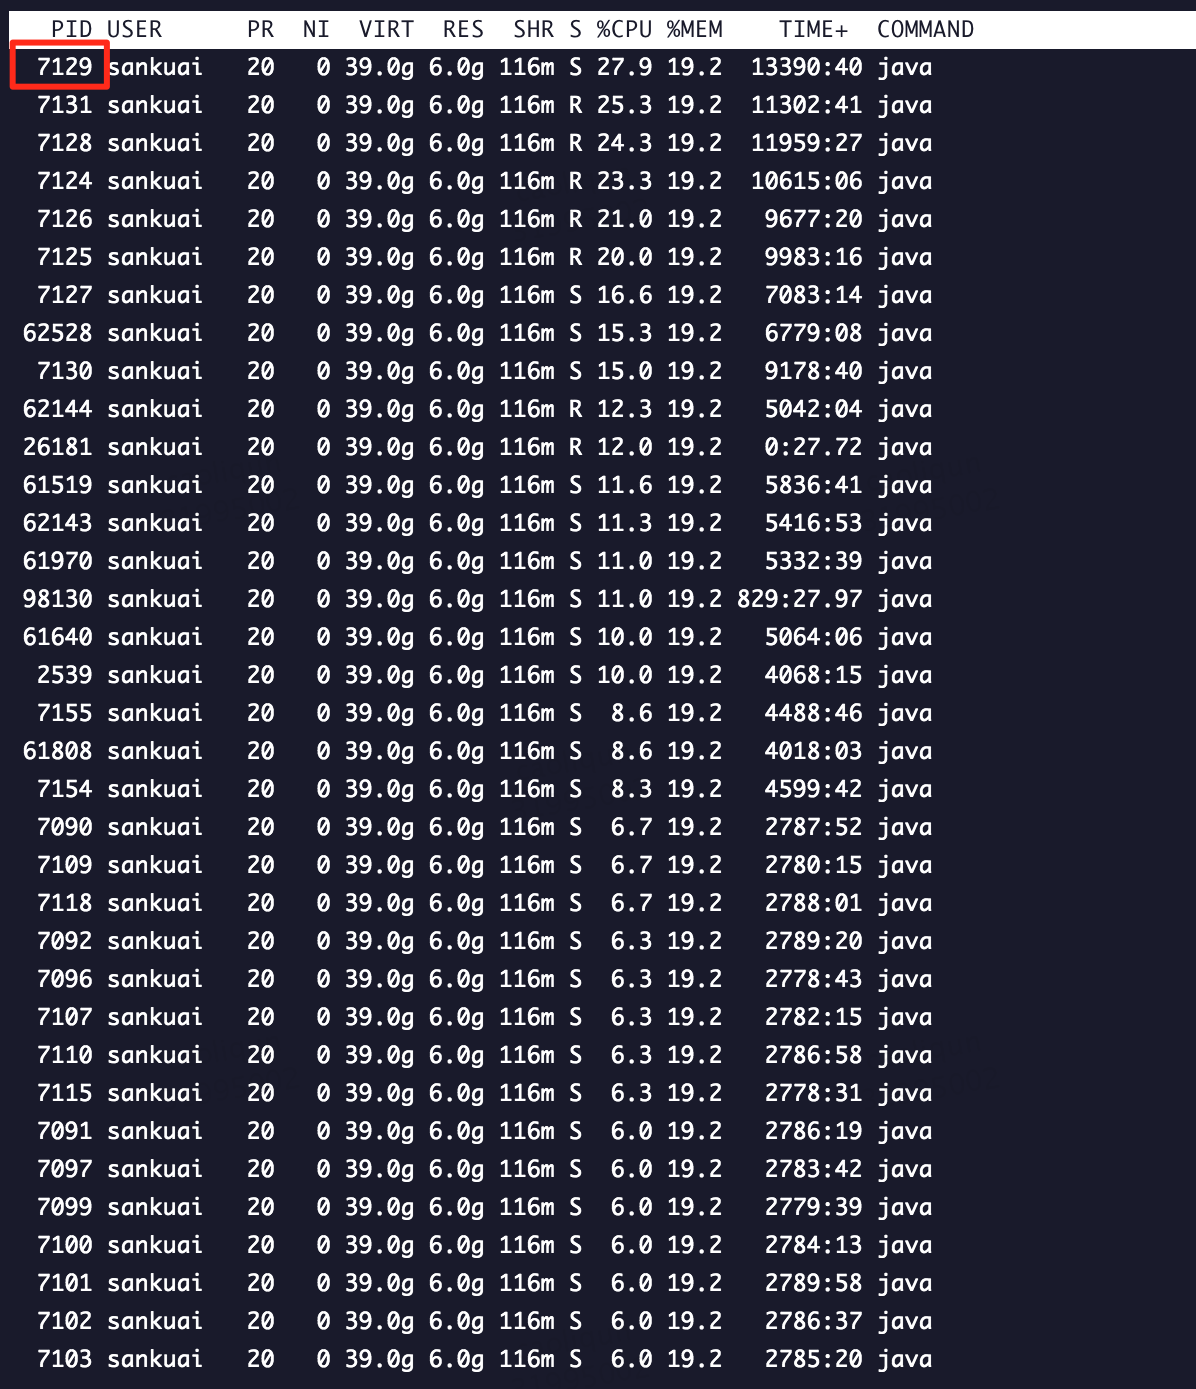 PID USER PR NI VIRT RES SHR S %CPU %MEM TIME+ COMMAND
7129 sankuai 20 0 39.0g 6.0g 116m S 27.9 19.2 13390:40 java
7131 sankuai 20 0 39.0g 6.0g 116m R 25.3 19.2 11302:41 java
7128 sankuai 20 0 39.0g 6.0g 116m R 24.3 19.2 11959:27 java
7124 sankuai 20 0 39.0g 6.0g 116m R 23.3 19.2 10615:06 java
7126 sankuai 20 0 39.0g 6.0g 116m R 21.0 19.2 9677:20 java
7125 sankuai 20 0 39.0g 6.0g 116m R 20.0 19.2 9983:16 java
7127 sankuai 20 0 39.0g 6.0g 116m S 16.6 19.2 7083:14 java
62528 sankuai 20 0 39.0g 6.0g 116m S 15.3 19.2 6779:08 java
7130 sankuai 20 0 39.0g 6.0g 116m S 15.0 19.2 9178:40 java
62144 sankuai 20 0 39.0g 6.0g 116m R 12.3 19.2 5042:04 java
26181 sankuai 20 0 39.0g 6.0g 116m R 12.0 19.2 0:27.72 java
61519 sankuai 20 0 39.0g 6.0g 116m S 11.6 19.2 5836:41 java
62143 sankuai 20 0 39.0g 6.0g 116m S 11.3 19.2 5416:53 java
61970 sankuai 20 0 39.0g 6.0g 116m S 11.0 19.2 5332:39 java
98130 sankuai 20 0 39.0g 6.0g 116m S 11.0 19.2 829:27.97 java
61640 sankuai 20 0 39.0g 6.0g 116m S 10.0 19.2 5064:06 java
2539 sankuai 20 0 39.0g 6.0g 116m S 10.0 19.2 4068:15 java
7155 sankuai 20 0 39.0g 6.0g 116m S 8.6 19.2 4488:46 java
61808 sankuai 20 0 39.0g 6.0g 116m S 8.6 19.2 4018:03 java
7154 sankuai 20 0 39.0g 6.0g 116m S 8.3 19.2 4599:42 java
7090 sankuai 20 0 39.0g 6.0g 116m S 6.7 19.2 2787:52 java
7109 sankuai 20 0 39.0g 6.0g 116m S 6.7 19.2 2780:15 java
7118 sankuai 20 0 39.0g 6.0g 116m S 6.7 19.2 2788:01 java
7092 sankuai 20 0 39.0g 6.0g 116m S 6.3 19.2 2789:20 java
7096 sankuai 20 0 39.0g 6.0g 116m S 6.3 19.2 2778:43 java
7107 sankuai 20 0 39.0g 6.0g 116m S 6.3 19.2 2782:15 java
7110 sankuai 20 0 39.0g 6.0g 116m S 6.3 19.2 2786:58 java
7115 sankuai 20 0 39.0g 6.0g 116m S 6.3 19.2 2778:31 java
7091 sankuai 20 0 39.0g 6.0g 116m S 6.0 19.2 2786:19 java
7097 sankuai 20 0 39.0g 6.0g 116m S 6.0 19.2 2783:42 java
7099 sankuai 20 0 39.0g 6.0g 116m S 6.0 19.2 2779:39 java
7100 sankuai 20 0 39.0g 6.0g 116m S 6.0 19.2 2784:13 java
7101 sankuai 20 0 39.0g 6.0g 116m S 6.0 19.2 2789:58 java
7102 sankuai 20 0 39.0g 6.0g 116m S 6.0 19.2 2786:37 java
7103 sankuai 20 0 39.0g 6.0g 116m S 6.0 19.2 2785:20 java